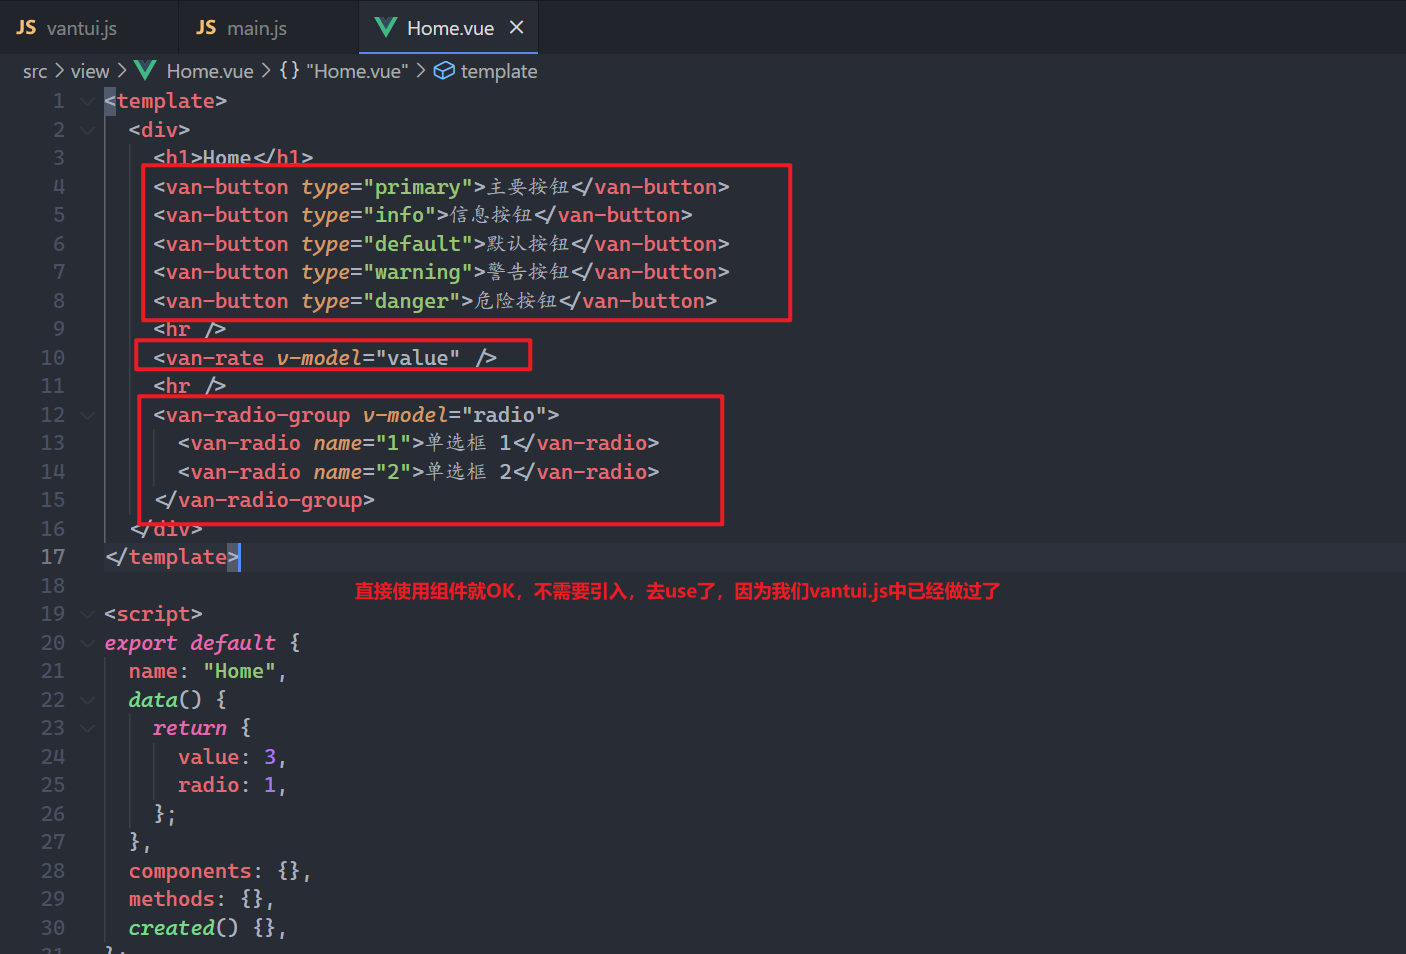 JS vantui.js JS main.js Home.vue ×
src > view > Home.vue > {} "Home.vue" > template
1 <template>
2 <div>
3 <h1>Home</h1>
4 <van-button type="primary">主要按钮</van-button>
5 <van-button type="info">信息按钮</van-button>
6 <van-button type="default">默认按钮</van-button>
7 <van-button type="warning">警告按钮</van-button>
8 <van-button type="danger">危险按钮</van-button>
9 <hr />
10 <van-rate v-model="value" />
11 <hr />
12 <van-radio-group v-model="radio">
13 <van-radio name="1">单选框 1</van-radio>
14 <van-radio name="2">单选框 2</van-radio>
15 </van-radio-group>
16 </div>
17 </template>
18 直接使用组件就OK，不需要引入，去use了，因为我们vantui.js中已经做过了
19 <script>
20 export default {
21 name: "Home",
22 data() {
23 return {
24 value: 3,
25 radio: 1,
26 };
27 },
28 components: {},
29 methods: {},
30 created() {},
31 };